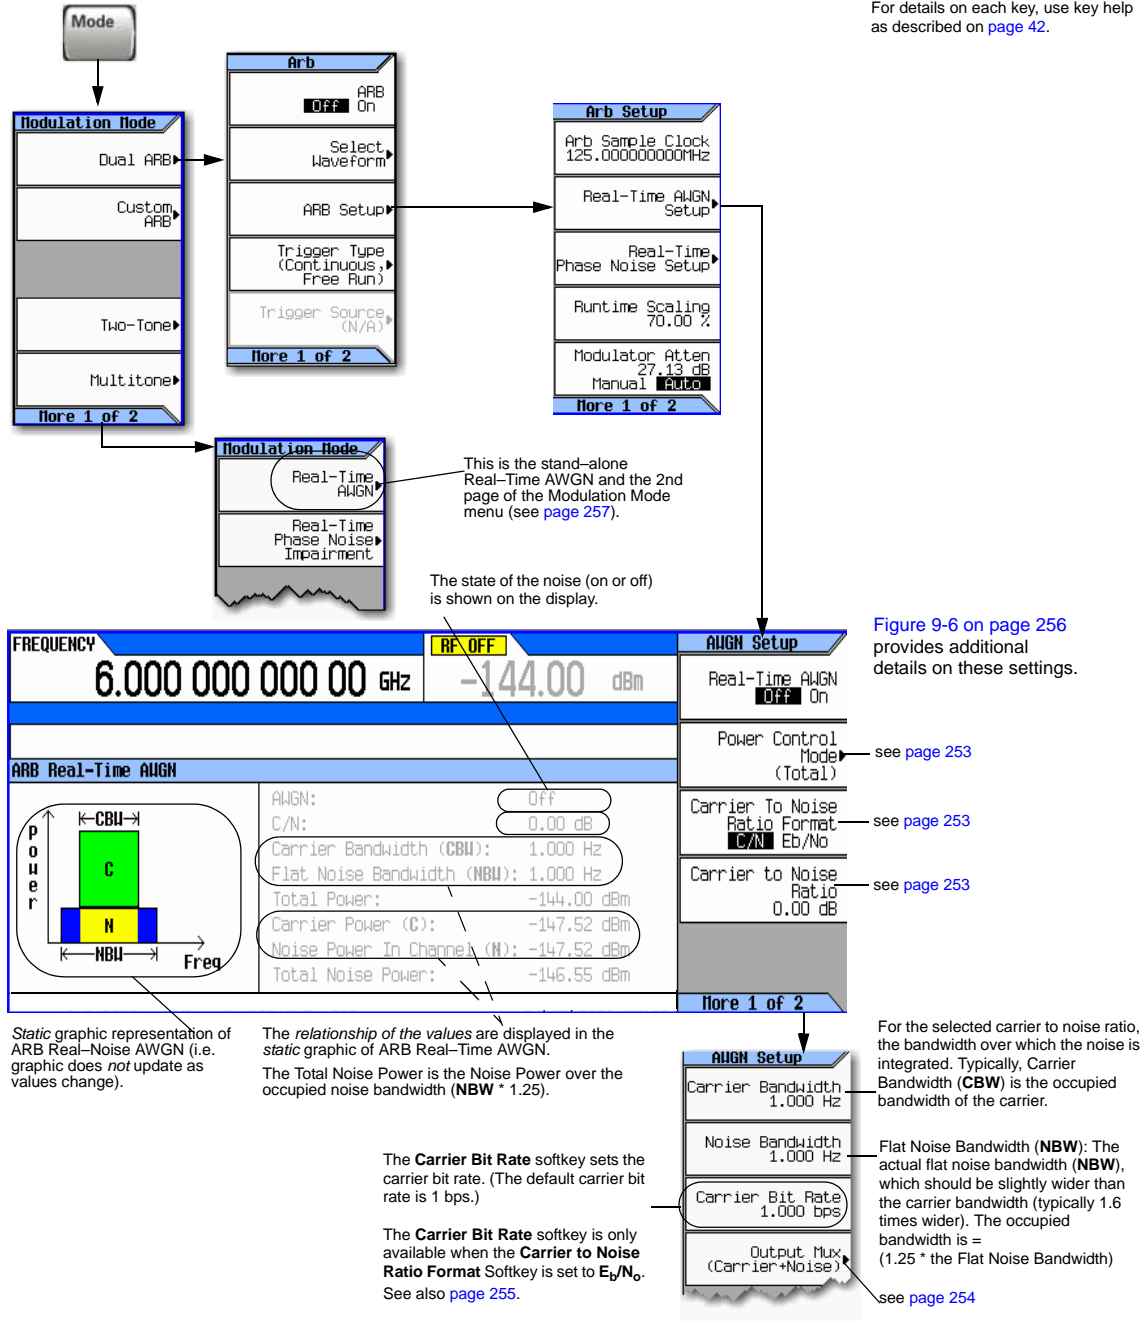 For details on each key, use key help
as described on page 42.
Mode
Modulation Mode
Dual ARB
Custom
ARB
Two-Tone
Multitone
More 1 of 2
Arb
ARB
Off On
Select
Waveform
ARB Setup
Trigger Type
(Continuous,
Free Run)
Trigger Source
(N/A)
More 1 of 2
Arb Setup
Arb Sample Clock
125.000000000MHz
Real-Time AWGN
Setup
Real-Time
Phase Noise Setup
Runtime Scaling
70.00 %
Modulator Atten
27.13 dB
Manual Auto
More 1 of 2
Modulation Mode
Real-Time
AWGN
Real-Time
Phase Noise
Impairment
This is the stand–alone
Real–Time AWGN and the 2nd
page of the Modulation Mode
menu (see page 257).
The state of the noise (on or off)
is shown on the display.
FREQUENCY
6.000 000 000 00 GHz
RF OFF
-144.00 dBm
ARB Real-Time AWGN
Power
CBW
C
N
NBW
Freq
AWGN: Off
C/N: 0.00 dB
Carrier Bandwidth (CBW): 1.000 Hz
Flat Noise Bandwidth (NBW): 1.000 Hz
Total Power: -144.00 dBm
Carrier Power (C): -147.52 dBm
Noise Power In Channel (N): -147.52 dBm
Total Noise Power: -146.55 dBm
AWGN Setup
Real-Time AWGN
Off On
Power Control
Mode
(Total)
Carrier To Noise
Ratio Format
C/N Eb/No
Carrier to Noise
Ratio
0.00 dB
More 1 of 2
Figure 9-6 on page 256
provides additional
details on these settings.
see page 253
see page 253
see page 253
Static graphic representation of
ARB Real–Noise AWGN (i.e.
graphic does not update as
values change).
The relationship of the values are displayed in the
static graphic of ARB Real–Time AWGN.
The Total Noise Power is the Noise Power over the
occupied noise bandwidth (NBW * 1.25).
AWGN Setup
Carrier Bandwidth
1.000 Hz
Noise Bandwidth
1.000 Hz
Carrier Bit Rate
1.000 bps
Output Mux
(Carrier+Noise)
For the selected carrier to noise ratio,
the bandwidth over which the noise is
integrated. Typically, Carrier
Bandwidth (CBW) is the occupied
bandwidth of the carrier.
Flat Noise Bandwidth (NBW): The
actual flat noise bandwidth (NBW),
which should be slightly wider than
the carrier bandwidth (typically 1.6
times wider). The occupied
bandwidth is =
(1.25 * the Flat Noise Bandwidth)
see page 254
The Carrier Bit Rate softkey sets the
carrier bit rate. (The default carrier bit
rate is 1 bps.)
The Carrier Bit Rate softkey is only
available when the Carrier to Noise
Ratio Format Softkey is set to Eb/No.
See also page 255.